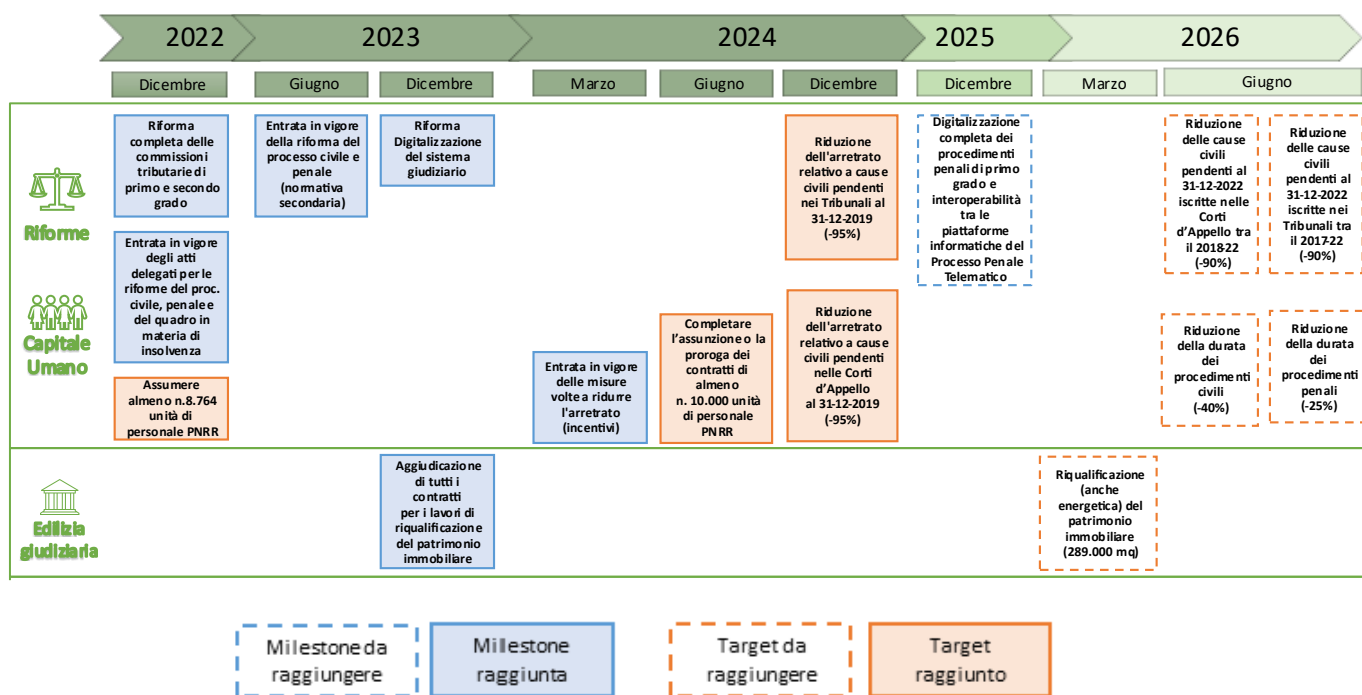 2022
2023
2024
2025
2026
Dicembre
Giugno
Dicembre
Marzo
Giugno
Dicembre
Dicembre
Marzo
Giugno
Riforme
Capitale
Umano
Riforma
completa delle
commissioni
tributarie di
primo e secondo
grado
Entrata in vigore
degli atti
delegati per le
riforme del proc.
civile, penale e
del quadro in
materia di
insolvenza
Assumere
almeno n.8.764
unità di
personale PNRR
Entrata in vigore
della riforma del
processo civile e
penale
(normativa
secondaria)
Riforma
Digitalizzazione
del sistema
giudiziario
Entrata in vigore
delle misure
volte a ridurre
l'arretrato
(incentivi)
Completare
l'assunzione o la
proroga dei
contratti di
almeno
n. 10.000 unità
di personale
PNRR
Riduzione
dell'arretrato
relativo a cause
civili pendenti
nei Tribunali al
31-12-2019
(-95%)
Riduzione
dell'arretrato
relativo a cause
civili pendenti
nelle Corti
d'Appello
al 31-12-2019
(-95%)
Digitalizzazione
completa dei
procedimenti
penali di primo
grado e
interoperabilità
tra le
piattaforme
informatiche del
Processo Penale
Telematico
Riduzione
delle cause
civili
pendenti al
31-12-2022
iscritte nelle
Corti
d'Appello tra
il 2018-22
(-90%)
Riduzione
delle cause
civili
pendenti al
31-12-2022
iscritte nei
Tribunali tra
il 2017-22
(-90%)
Riduzione
della durata
dei
procedimenti
civili
(-40%)
Riduzione
della durata
dei
procedimenti
penali
(-25%)
Edilizia
giudiziaria
Aggiudicazione
di tutti i
contratti
per i lavori di
riqualificazione
del patrimonio
immobiliare
Riqualificazione
(anche
energetica) del
patrimonio
immobiliare
(289.000 mq)
Milestone da
raggiungere
Millestone
raggiunta
Target da
raggiungere
Target
raggiunto